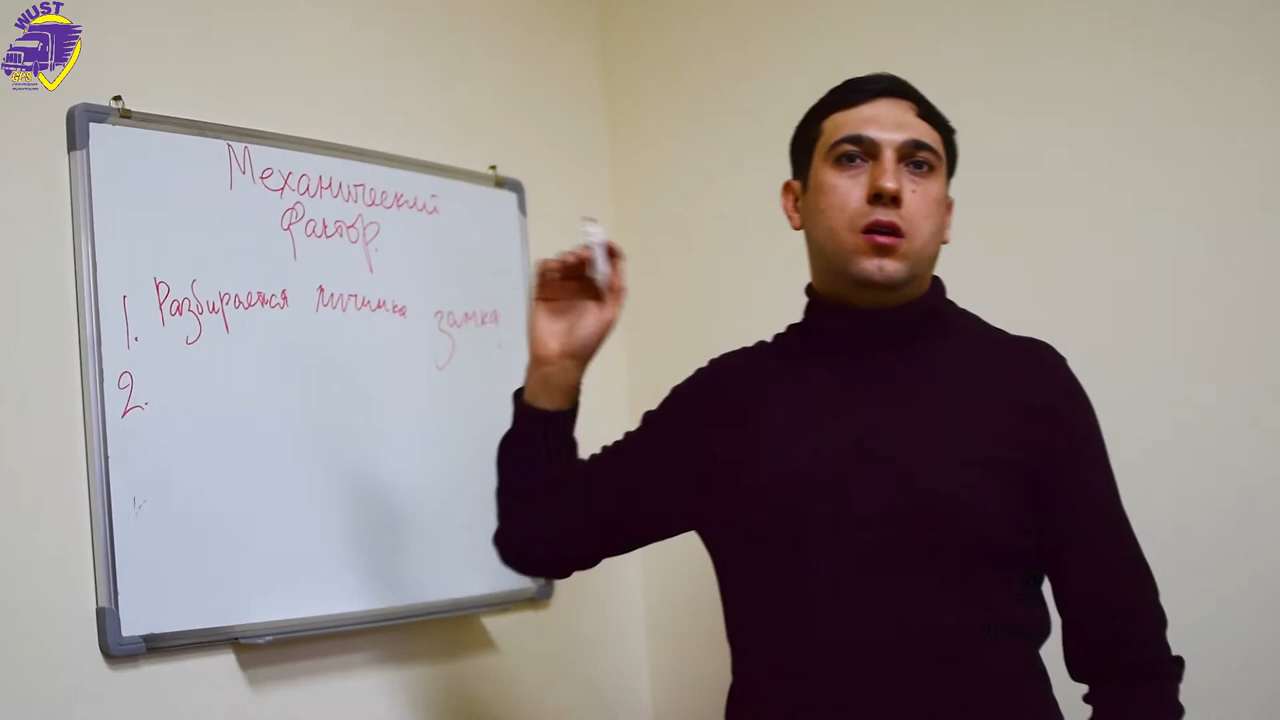 WUST
GPS
Механический
фактор.
1. Разбирается личинка замка.
2.